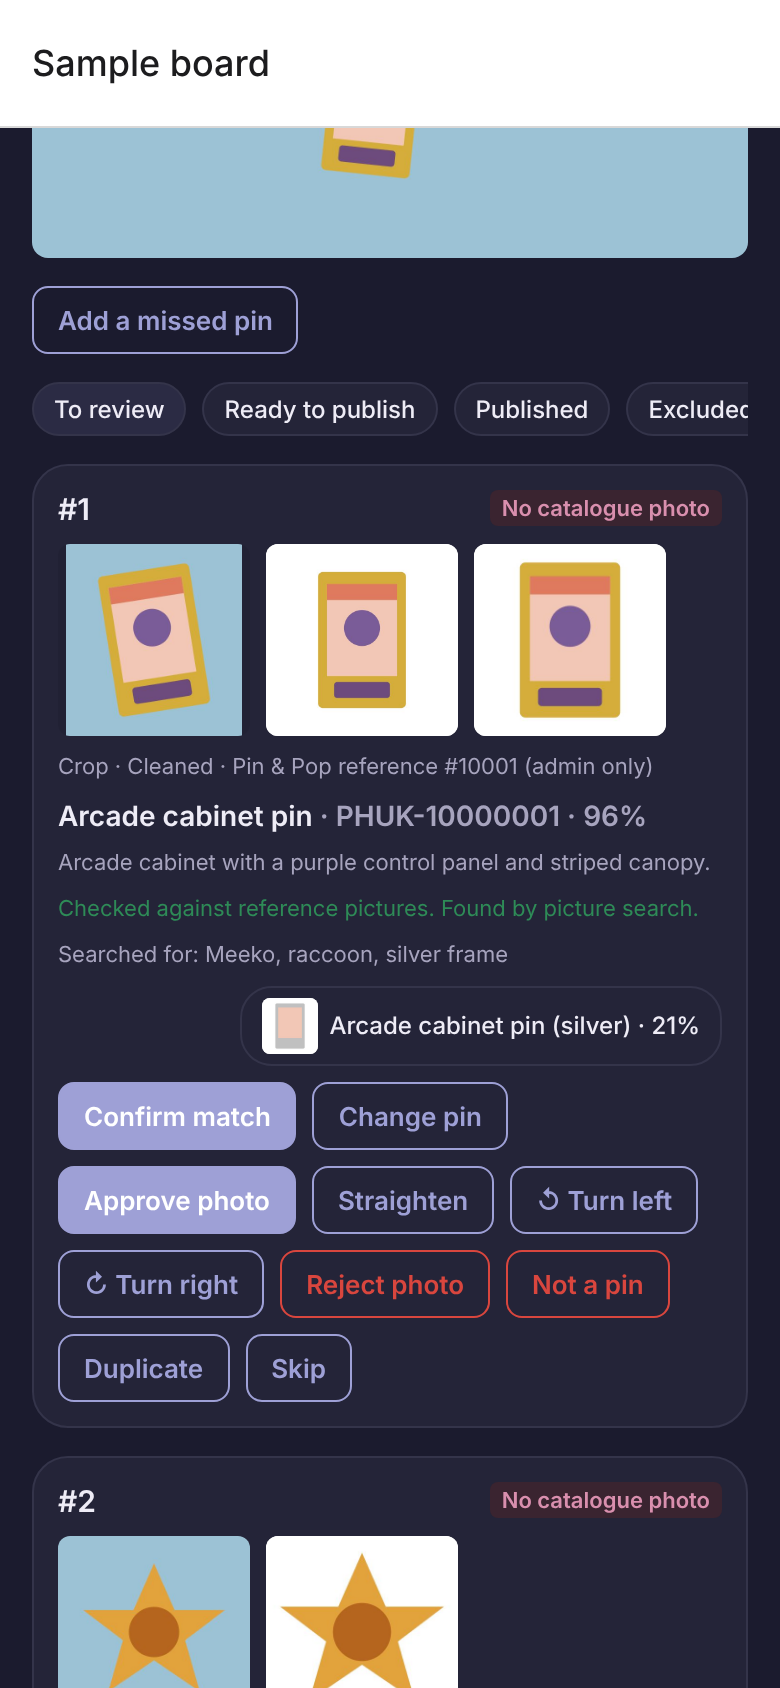 Sample board
Add a missed pin
To review
Ready to publish
Published
Excluded
#1
No catalogue photo
Crop · Cleaned · Pin & Pop reference #10001 (admin only)
Arcade cabinet pin · PHUK-10000001 · 96%
Arcade cabinet with a purple control panel and striped canopy.
Checked against reference pictures. Found by picture search.
Searched for: Meeko, raccoon, silver frame
Arcade cabinet pin (silver) · 21%
Confirm match
Change pin
Approve photo
Straighten
Turn left
Turn right
Reject photo
Not a pin
Duplicate
Skip
#2
No catalogue photo